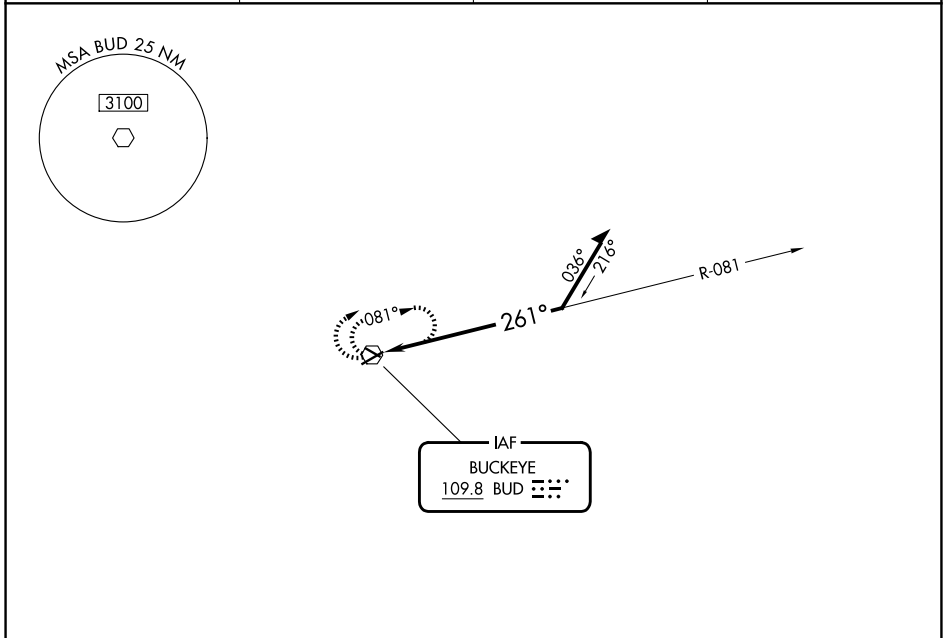 MSA BUD 25 NM
3100
036°
216°
R-081
261°
081°
IAF
BUCKEYE
109.8 BUD